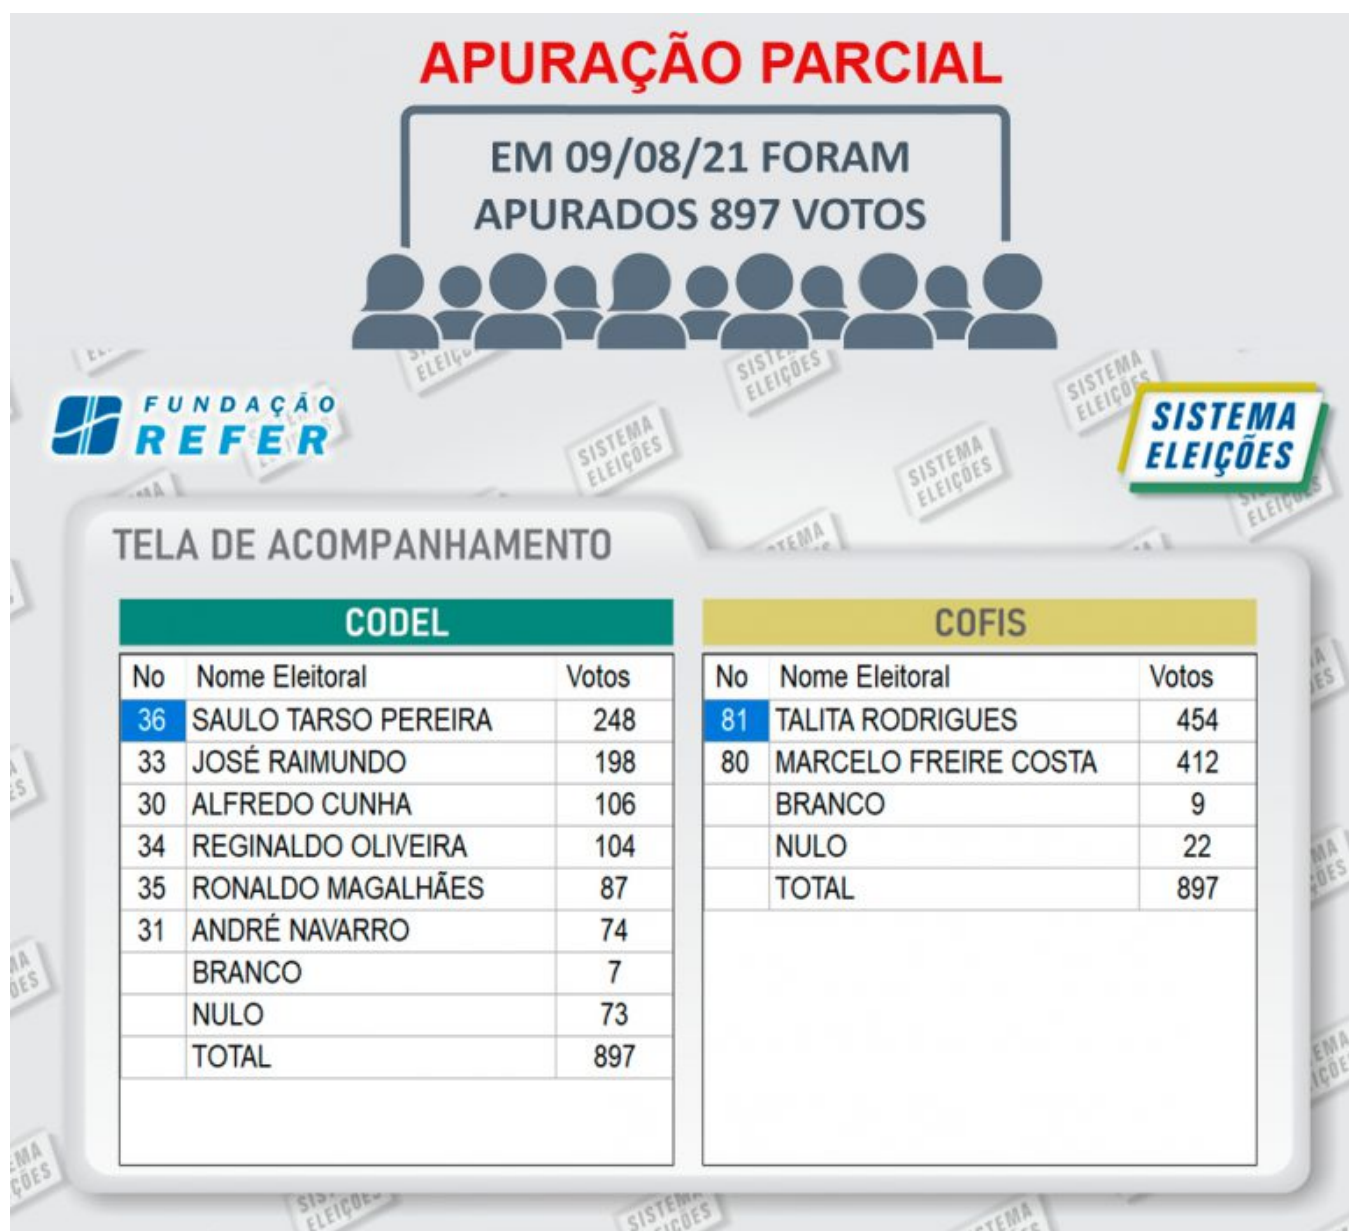 APURAÇÃO PARCIAL
EM 09/08/21 FORAM
APURADOS 897 VOTOS
FUNDAÇÃO
REFER
SISTEMA
ELEIÇÕES
TELA DE ACOMPANHAMENTO
CODEL
No Nome Eleitoral Votos
36 SAULO TARSO PEREIRA 248
33 JOSÉ RAIMUNDO 198
30 ALFREDO CUNHA 106
34 REGINALDO OLIVEIRA 104
35 RONALDO MAGALHÃES 87
31 ANDRÉ NAVARRO 74
BRANCO 7
NULO 73
TOTAL 897
COFIS
No Nome Eleitoral Votos
81 TALITA RODRIGUES 454
80 MARCELO FREIRE COSTA 412
BRANCO 9
NULO 22
TOTAL 897